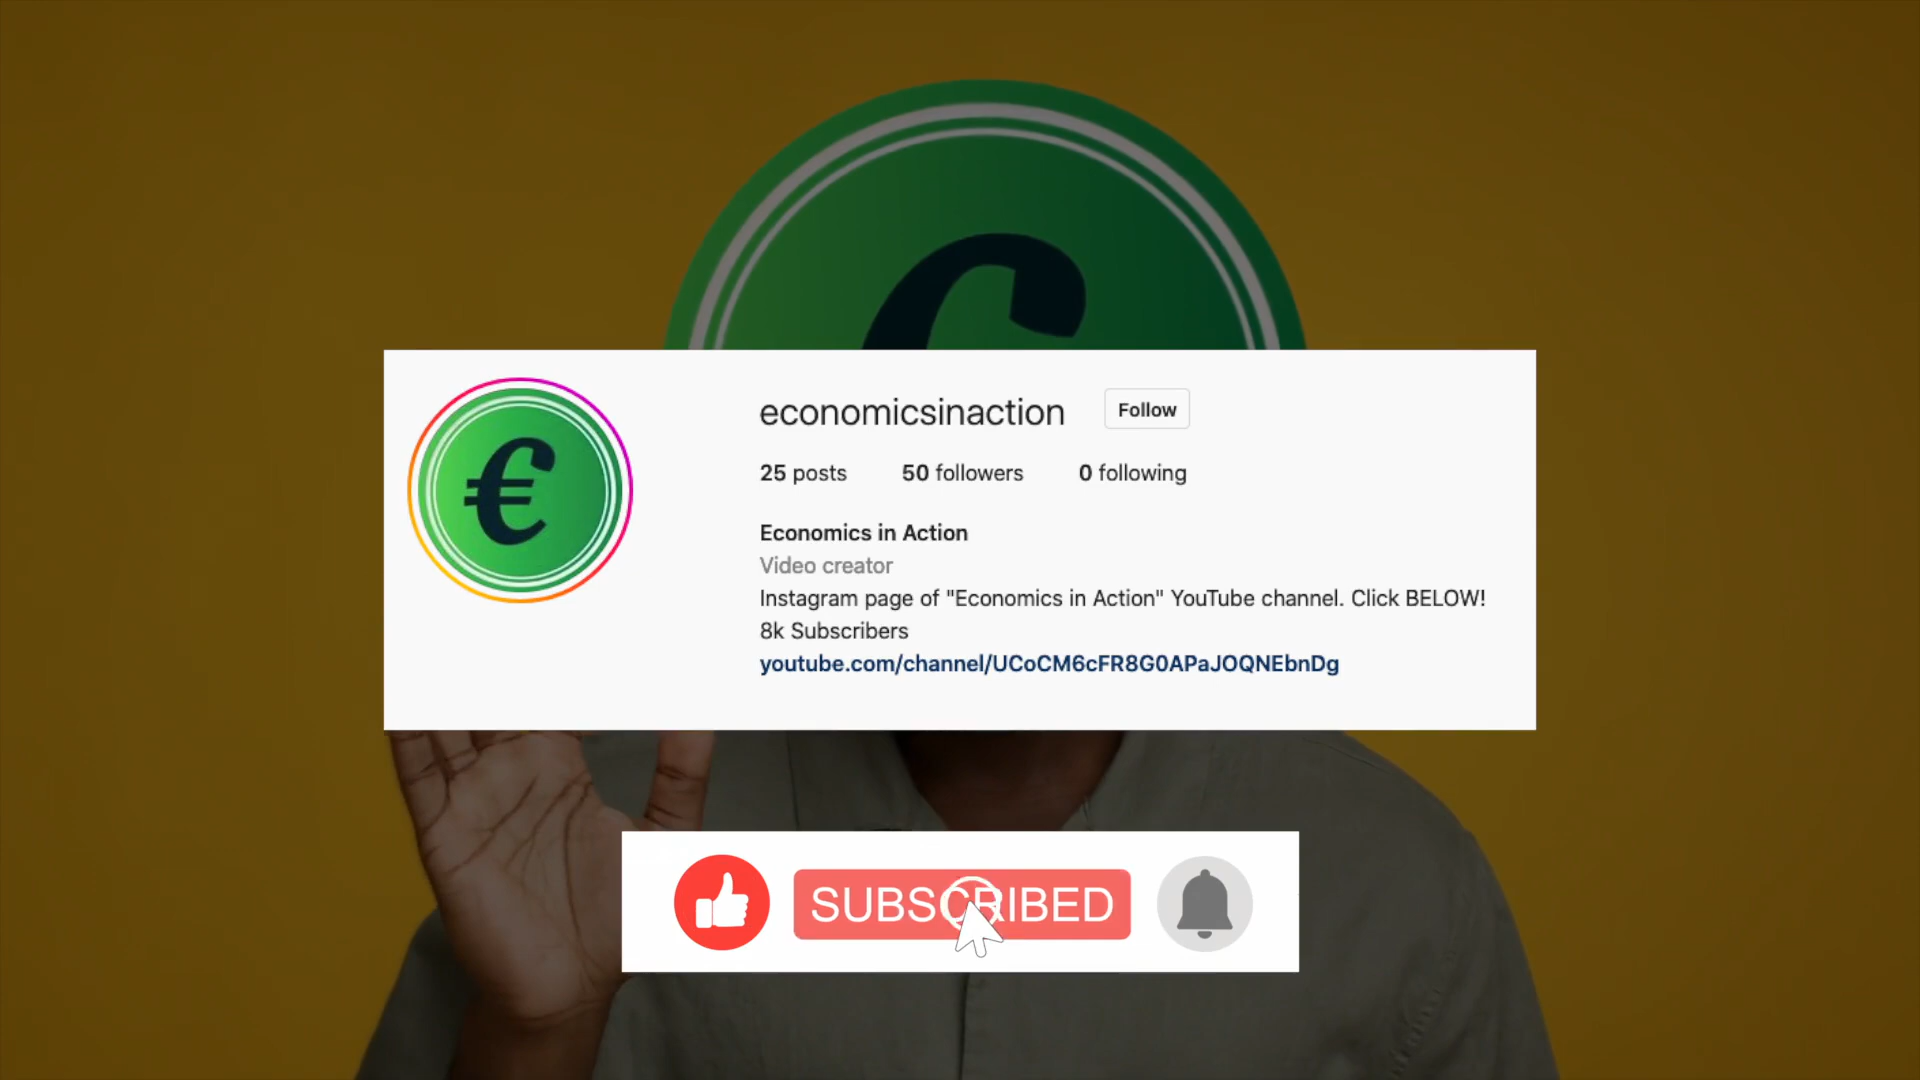 €
economicsinaction Follow
25 posts 50 followers 0 following
Economics in Action
Video creator
Instagram page of "Economics in Action" YouTube channel. Click BELOW!
8k Subscribers
youtube.com/channel/UCoCM6cFR8G0APaJOQNEbnDg
SUBSCRIBED